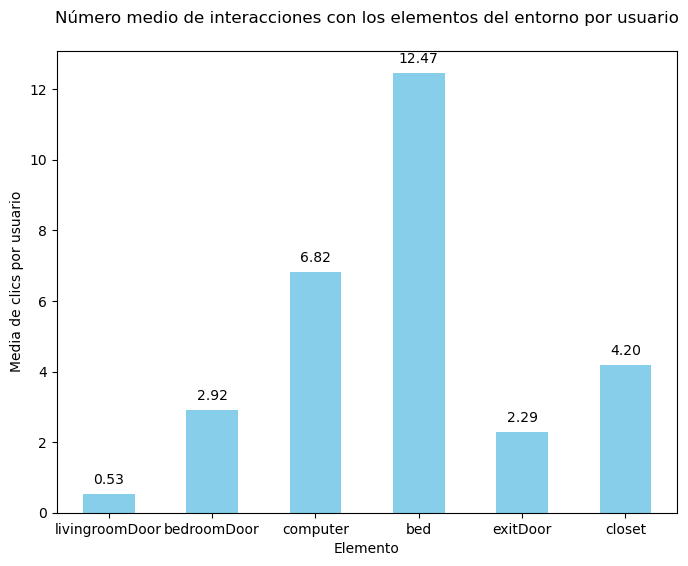 Número medio de interacciones con los elementos del entorno por usuario
Media de clics por usuario
12
10
8
6
4
2
0
0.53
2.92
6.82
12.47
2.29
4.20
livingroomDoor
bedroomDoor
computer
bed
exitDoor
closet
Elemento